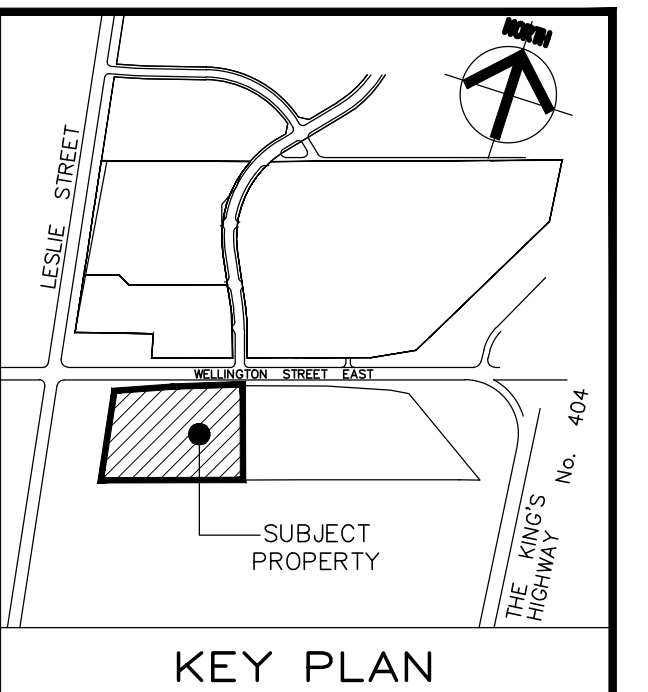 NORTH
LESLIE STREET
WELLINGTON STREET EAST
THE KING'S
HIGHWAY No. 404
SUBJECT
PROPERTY
KEY PLAN